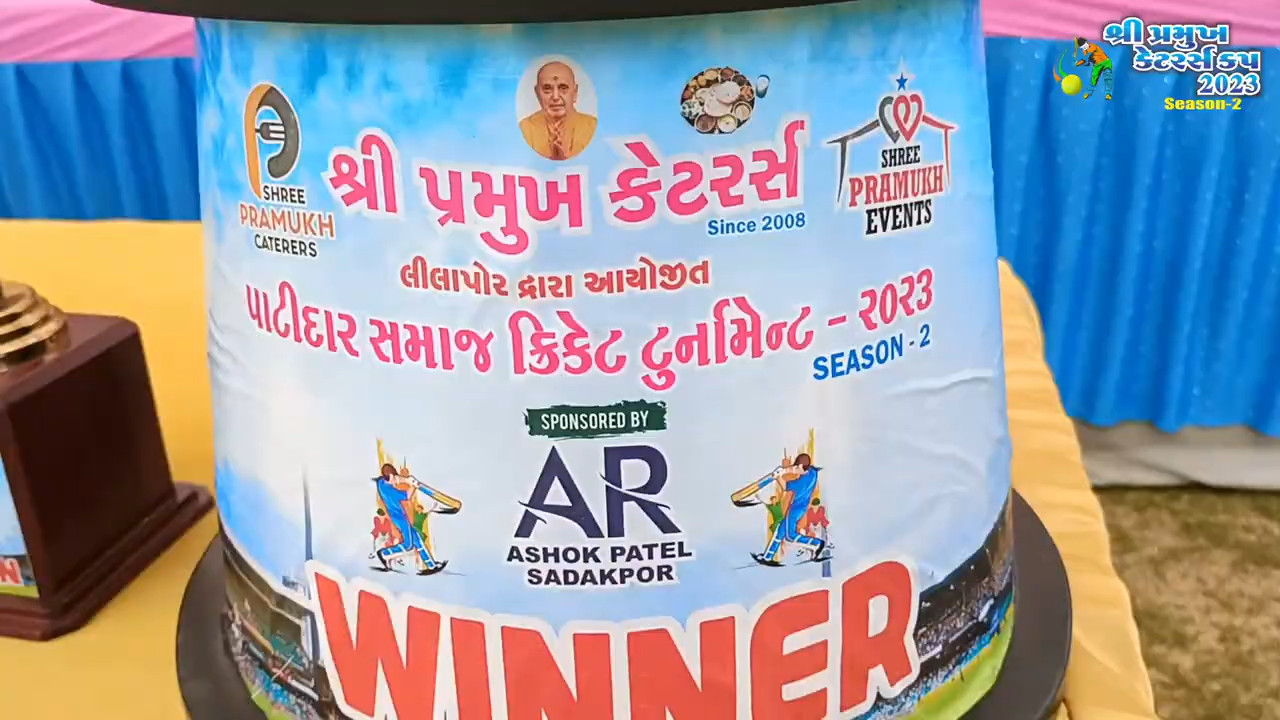 શ્રી પ્રમુખ
કેટરર્સ કપ
2023
Season-2
SHREE
PRAMUKH
CATERERS
શ્રી પ્રમુખ કેટરર્સ
Since 2008
SHREE
PRAMUKH
EVENTS
લીલાપોર દ્વારા આયોજીત
પાટીદાર સમાજ ક્રિકેટ ટુર્નામેન્ટ - ૨૦૨૩
SEASON - 2
SPONSORED BY
AR
ASHOK PATEL
SADAKPOR
WINNER